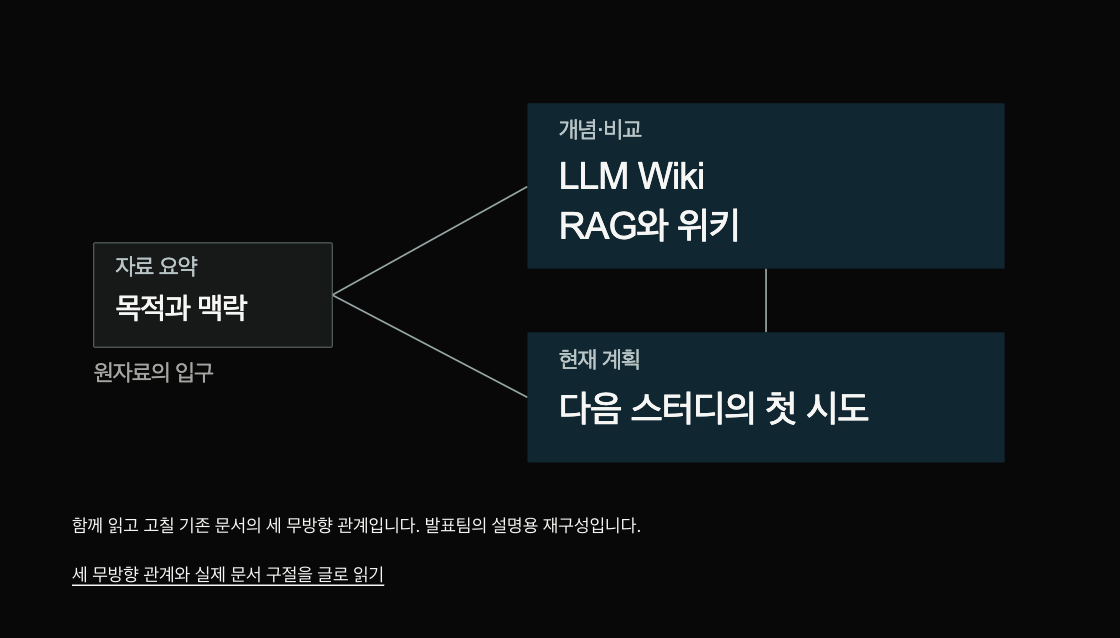 개념·비교
LLM Wiki
RAG와 위키
자료 요약
목적과 맥락
원자료의 입구
현재 계획
다음 스터디의 첫 시도
함께 읽고 고칠 기존 문서의 세 무방향 관계입니다. 발표팀의 설명용 재구성입니다.
세 무방향 관계와 실제 문서 구절을 글로 읽기